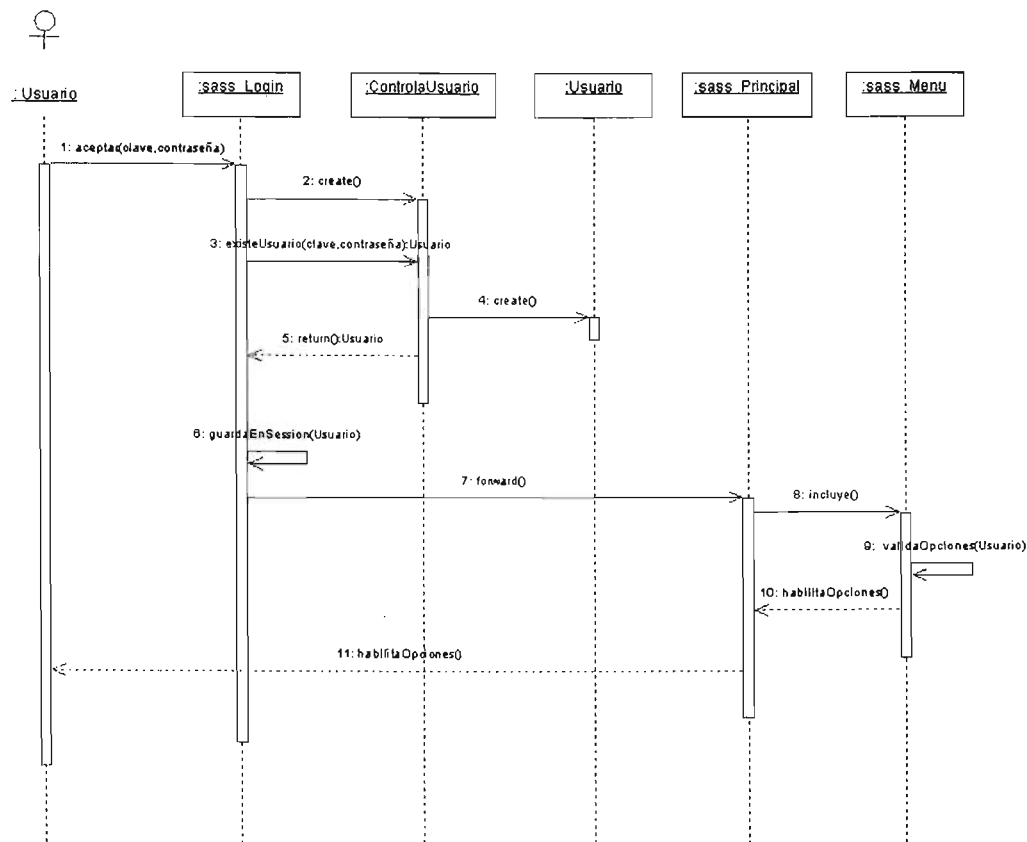 : Usuario
:sass_Login
:ControlaUsuario
:Usuario
:sass_Principal
:sass_Menu
1: aceptar(clave,contraseña)
2: create()
3: existeUsuario(clave,contraseña):Usuario
4: create()
5: return():Usuario
6: guardaEnSession(Usuario)
7: forward()
8: incluye()
9: validaOpciones(Usuario)
10: habilitaOpciones()
11: habilitaOpciones()